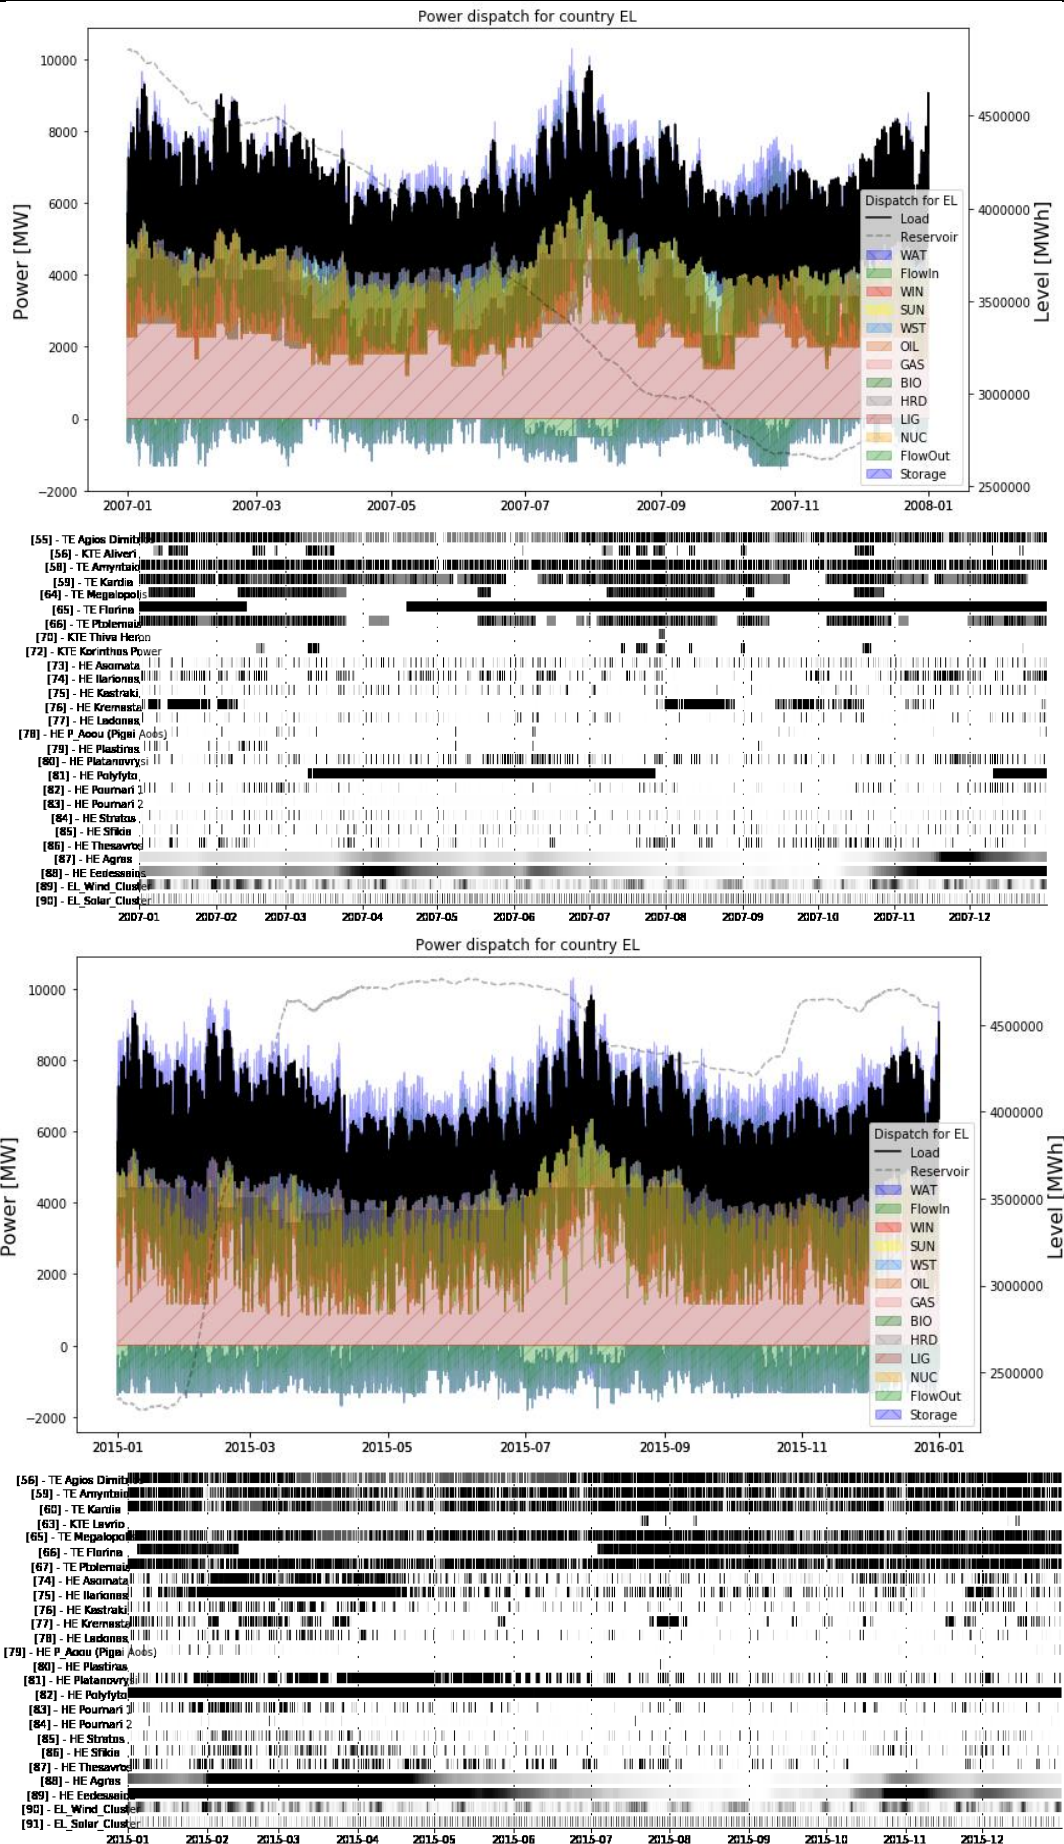 Power dispatch for country EL
10000
8000
6000
4000
2000
0
−2000
Power [MW]
4500000
4000000
3500000
3000000
2500000
Level [MWh]
Dispatch for EL
Load
Reservoir
WAT
FlowIn
WIN
SUN
WST
OIL
GAS
BIO
HRD
LIG
NUC
FlowOut
Storage
2007-01 2007-03 2007-05 2007-07 2007-09 2007-11 2008-01
[55] - TE Agios Dimitrios
[56] - KTE Aliveri
[58] - TE Amyntaio
[59] - TE Kardia
[64] - TE Megalopolis
[65] - TE Florina
[66] - TE Ptolemais
[70] - KTE Thiva Heron
[72] - KTE Korinthos Power
[73] - HE Asomata
[74] - HE Ilarionas
[75] - HE Kastraki
[76] - HE Kremasta
[77] - HE Ladonas
[78] - HE P_Aoou (Pigai Aoos)
[79] - HE Plastiras
[80] - HE Platanovrysi
[81] - HE Polyfyto
[82] - HE Pournari 1
[83] - HE Pournari 2
[84] - HE Stratos
[85] - HE Sfikia
[86] - HE Thesavros
[87] - HE Agras
[88] - HE Eedessaios
[89] - EL_Wind_Cluster
[90] - EL_Solar_Cluster
2007-01 2007-02 2007-03 2007-04 2007-05 2007-06 2007-07 2007-08 2007-09 2007-10 2007-11 2007-12
Power dispatch for country EL
10000
8000
6000
4000
2000
0
−2000
Power [MW]
4500000
4000000
3500000
3000000
2500000
Level [MWh]
Dispatch for EL
Load
Reservoir
WAT
FlowIn
WIN
SUN
WST
OIL
GAS
BIO
HRD
LIG
NUC
FlowOut
Storage
2015-01 2015-03 2015-05 2015-07 2015-09 2015-11 2016-01
[56] - TE Agios Dimitrios
[59] - TE Amyntaio
[60] - TE Kardia
[63] - KTE Lavrio
[65] - TE Megalopolis
[66] - TE Florina
[67] - TE Ptolemais
[74] - HE Asomata
[75] - HE Ilarionas
[76] - HE Kastraki
[77] - HE Kremasta
[78] - HE Ladonas
[79] - HE P_Aoou (Pigai Aoos)
[80] - HE Plastiras
[81] - HE Platanovrysi
[82] - HE Polyfyto
[83] - HE Pournari 1
[84] - HE Pournari 2
[85] - HE Stratos
[86] - HE Sfikia
[87] - HE Thesavros
[88] - HE Agras
[89] - HE Eedessaios
[90] - EL_Wind_Cluster
[91] - EL_Solar_Cluster
2015-01 2015-02 2015-03 2015-04 2015-05 2015-06 2015-07 2015-08 2015-09 2015-10 2015-11 2015-12